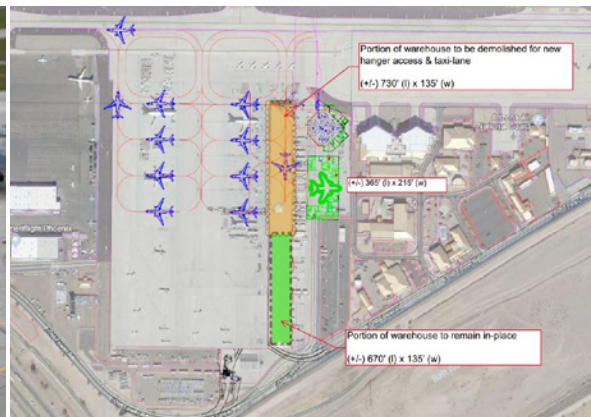 Portion of warehouse to be demolished for new
hanger access & taxi-lane
(+/-) 730' (l) x 135' (w)
(+/-) 365' (l) x 215' (w)
Portion of warehouse to remain in-place
(+/-) 670' (l) x 135' (w)